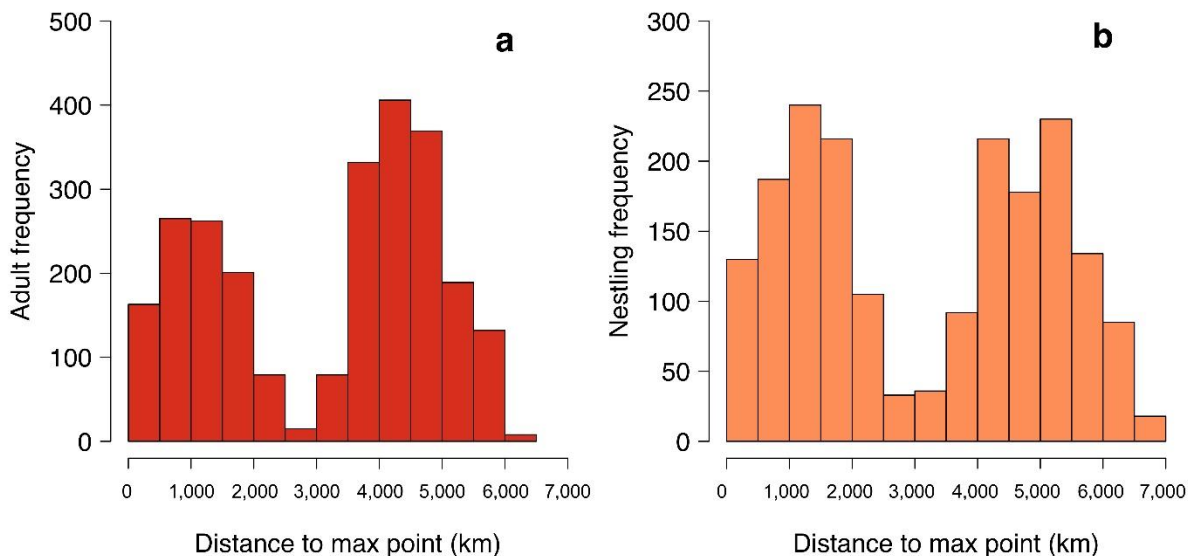 a
500
400
300
200
100
0
Adult frequency
0 1,000 2,000 3,000 4,000 5,000 6,000 7,000
Distance to max point (km)
b
300
250
200
150
100
50
0
Nestling frequency
0 1,000 2,000 3,000 4,000 5,000 6,000 7,000
Distance to max point (km)